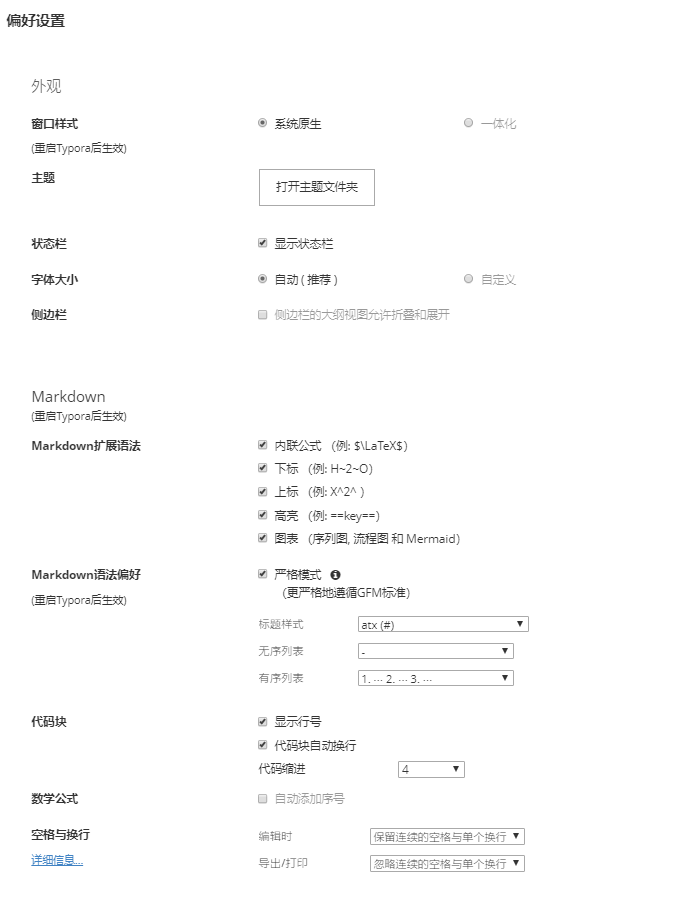 偏好设置
外观
窗口样式 系统原生 一体化
(重启Typora后生效)
主题 打开主题文件夹
状态栏 显示状态栏
字体大小 自动 ( 推荐 ) 自定义
侧边栏 侧边栏的大纲视图允许折叠和展开
Markdown
(重启Typora后生效)
Markdown扩展语法 内联公式 (例: $\LaTeX$)
下标 (例: H~2~O)
上标 (例: X^2^ )
高亮 (例: ==key==)
图表 (序列图, 流程图 和 Mermaid)
Markdown语法偏好 严格模式
(重启Typora后生效) (更严格地遵循GFM标准)
标题样式 atx (#)
无序列表 -
有序列表 1. ··· 2. ··· 3. ···
代码块 显示行号
代码块自动换行
代码缩进 4
数学公式 自动添加序号
空格与换行 编辑时 保留连续的空格与单个换行
详细信息... 导出/打印 忽略连续的空格与单个换行